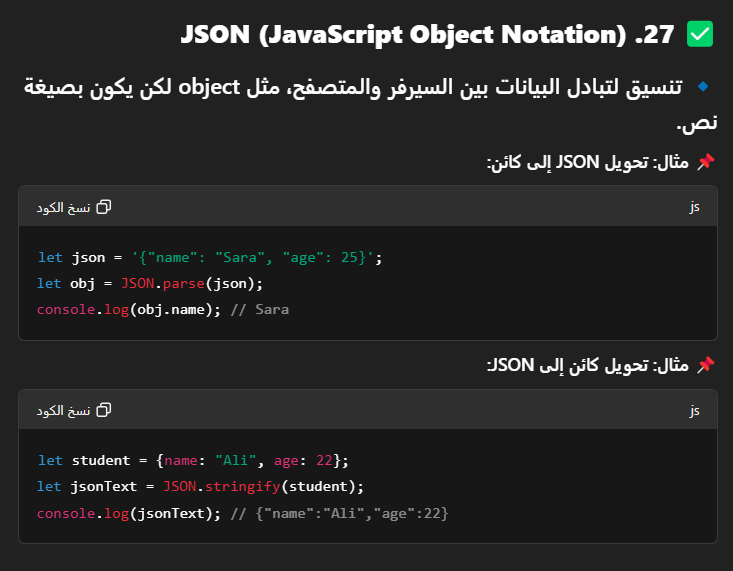 ✅ 27. JSON (JavaScript Object Notation)
🔹 تنسيق لتبادل البيانات بين السيرفر والمتصفح، مثل object لكن يكون بصيغة
نص.
📌 مثال: تحويل JSON إلى كائن:
js نسخ الكود
let json = '{"name": "Sara", "age": 25}';
let obj = JSON.parse(json);
console.log(obj.name); // Sara
📌 مثال: تحويل كائن إلى JSON:
js نسخ الكود
let student = {name: "Ali", age: 22};
let jsonText = JSON.stringify(student);
console.log(jsonText); // {"name":"Ali","age":22}